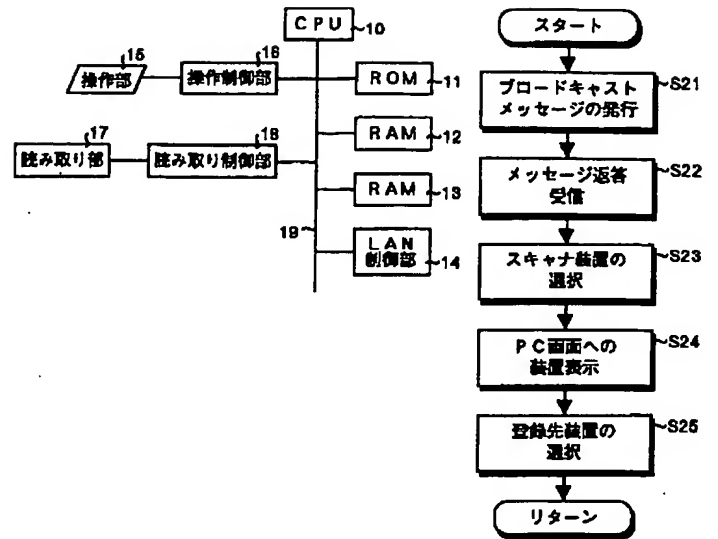 CPU
10
15
操作部
16
操作制御部
ROM
11
17
読み取り部
18
読み取り制御部
RAM
12
RAM
13
19
LAN
制御部
14
スタート
ブロードキャスト
メッセージの発行
S21
メッセージ返答
受信
S22
スキャナ装置の
選択
S23
PC画面への
装置表示
S24
登録先装置の
選択
S25
リターン